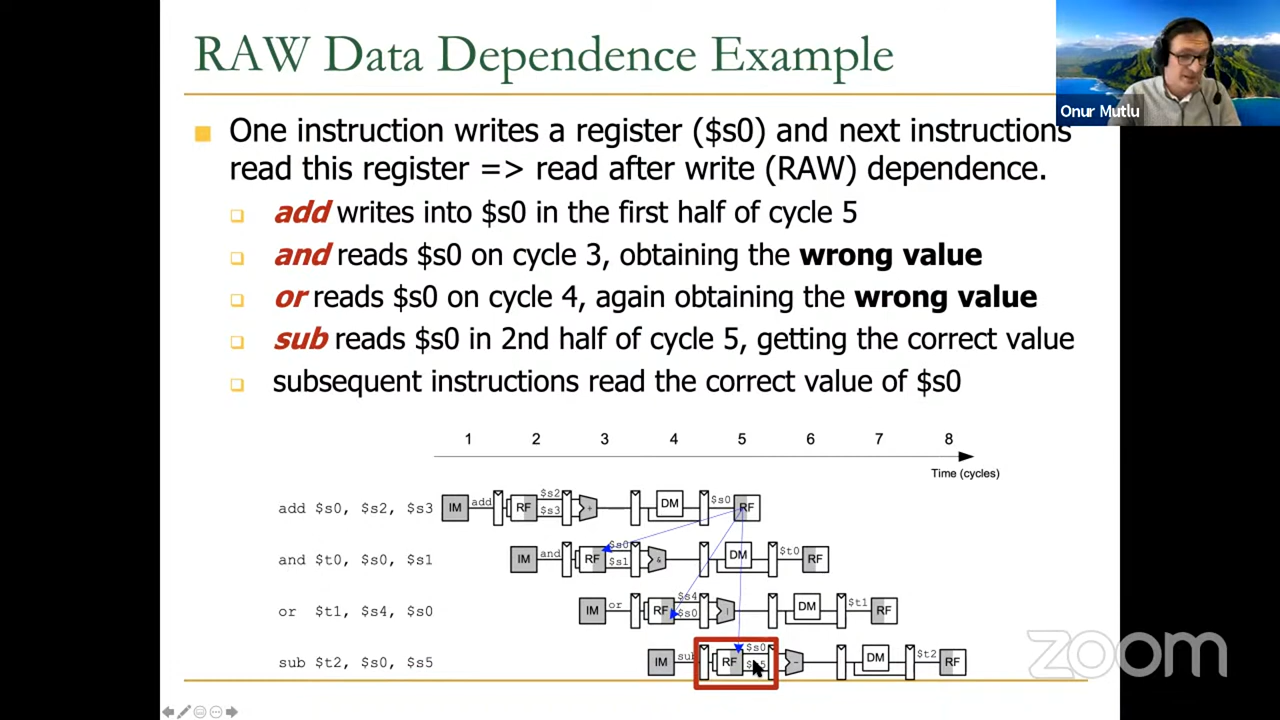 RAW Data Dependence Example
Onur Mutlu
One instruction writes a register ($s0) and next instructions
read this register => read after write (RAW) dependence.
add writes into $s0 in the first half of cycle 5
and reads $s0 on cycle 3, obtaining the wrong value
or reads $s0 on cycle 4, again obtaining the wrong value
sub reads $s0 in 2nd half of cycle 5, getting the correct value
subsequent instructions read the correct value of $s0
1 2 3 4 5 6 7 8
Time (cycles)
add $s0, $s2, $s3 IM add RF $s2 $s3 + DM $s0 RF
and $t0, $s0, $s1 IM and RF $s0 $s1 & DM $t0 RF
or $t1, $s4, $s0 IM or RF $s4 $s0 | DM $t1 RF
sub $t2, $s0, $s5 IM sub RF $s0 - DM $t2 RF
zoom